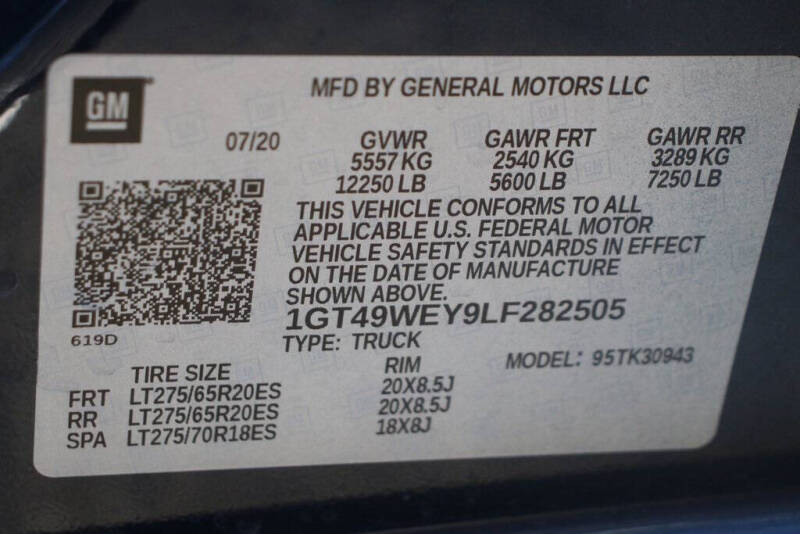 GM
MFD BY GENERAL MOTORS LLC
07/20 GVWR GAWR FRT GAWR RR
5557 KG 2540 KG 3289 KG
12250 LB 5600 LB 7250 LB
THIS VEHICLE CONFORMS TO ALL
APPLICABLE U.S. FEDERAL MOTOR
VEHICLE SAFETY STANDARDS IN EFFECT
ON THE DATE OF MANUFACTURE
SHOWN ABOVE.
1GT49WEY9LF282505
619D
TYPE: TRUCK
MODEL: 95TK30943
TIRE SIZE RIM
FRT LT275/65R20ES 20X8.5J
RR LT275/65R20ES 20X8.5J
SPA LT275/70R18ES 18X8J